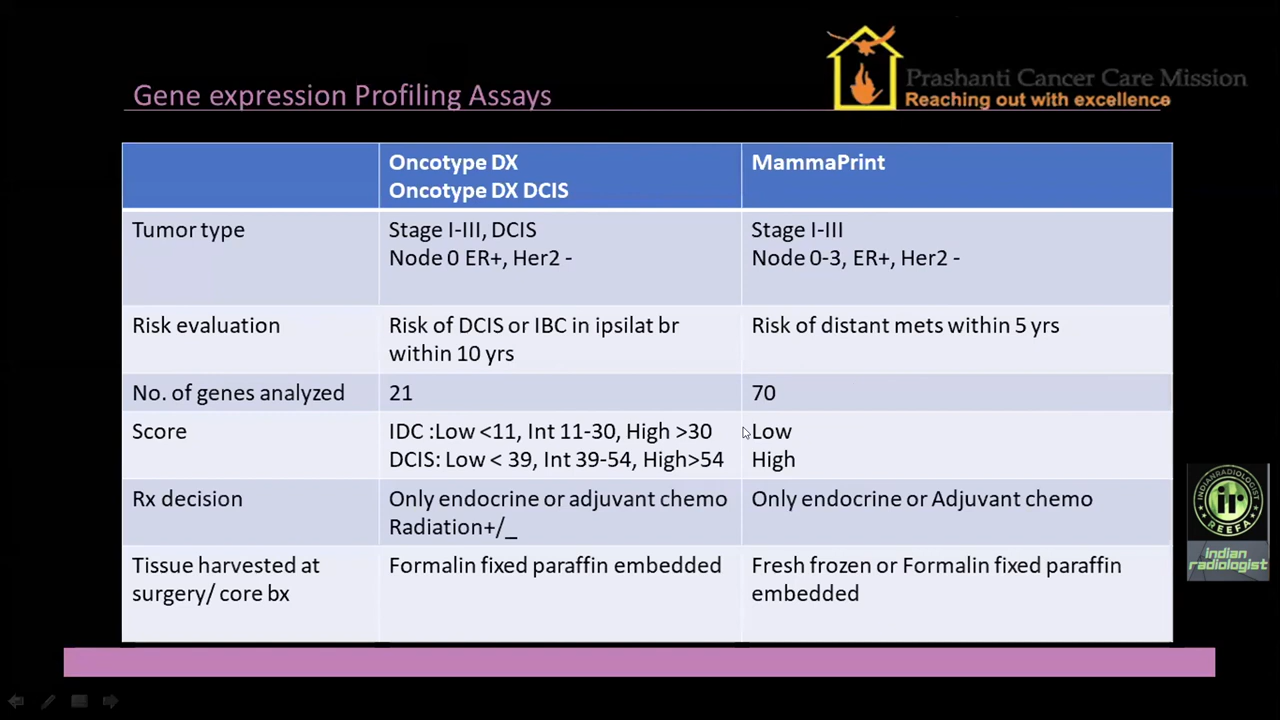 Prashanti Cancer Care Mission
Reaching out with excellence
Gene expression Profiling Assays
Oncotype DX
Oncotype DX DCIS
MammaPrint
Tumor type
Stage I-III, DCIS
Node 0 ER+, Her2 -
Stage I-III
Node 0-3, ER+, Her2 -
Risk evaluation
Risk of DCIS or IBC in ipsilat br
within 10 yrs
Risk of distant mets within 5 yrs
No. of genes analyzed
21
70
Score
IDC :Low <11, Int 11-30, High >30
DCIS: Low < 39, Int 39-54, High>54
Low
High
Rx decision
Only endocrine or adjuvant chemo
Radiation+/_
Only endocrine or Adjuvant chemo
Tissue harvested at
surgery/ core bx
Formalin fixed paraffin embedded
Fresh frozen or Formalin fixed paraffin
embedded
INDIANRADIOLOGIST
ir
REEFA
indian
radiologist